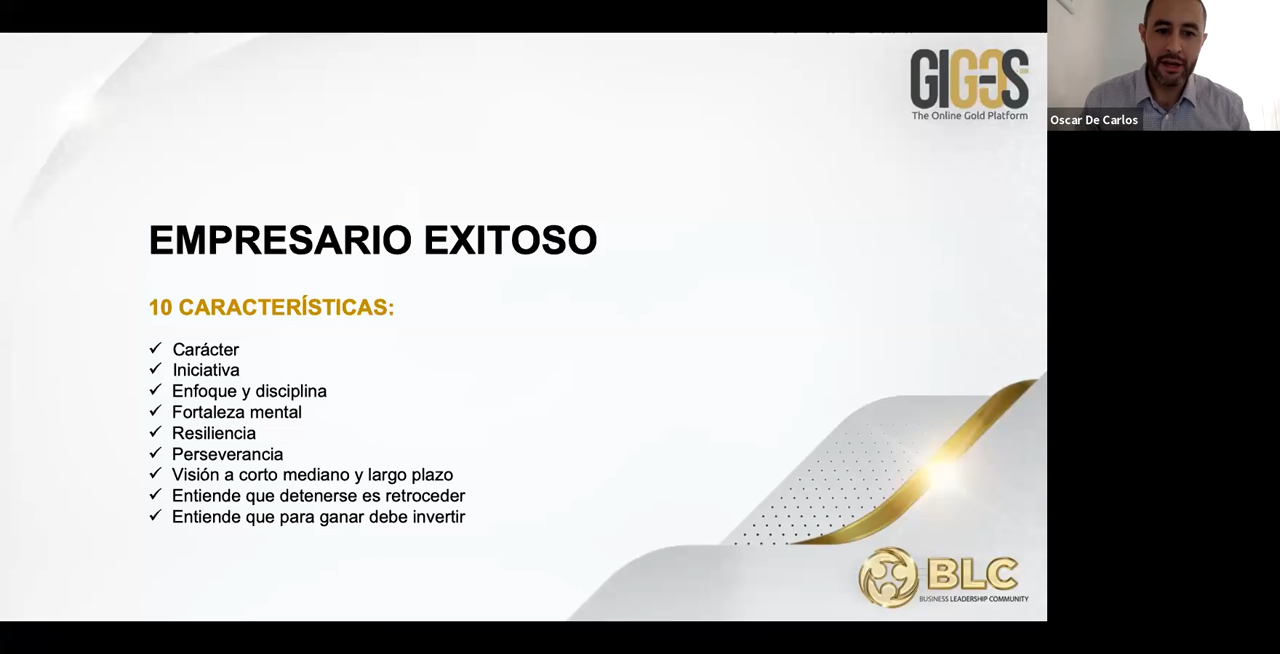 GIGOS
The Online Gold Platform
Oscar De Carlos
EMPRESARIO EXITOSO
10 CARACTERÍSTICAS:
✓ Carácter
✓ Iniciativa
✓ Enfoque y disciplina
✓ Fortaleza mental
✓ Resiliencia
✓ Perseverancia
✓ Visión a corto mediano y largo plazo
✓ Entiende que detenerse es retroceder
✓ Entiende que para ganar debe invertir
BLC
BUSINESS LEADERSHIP COMMUNITY